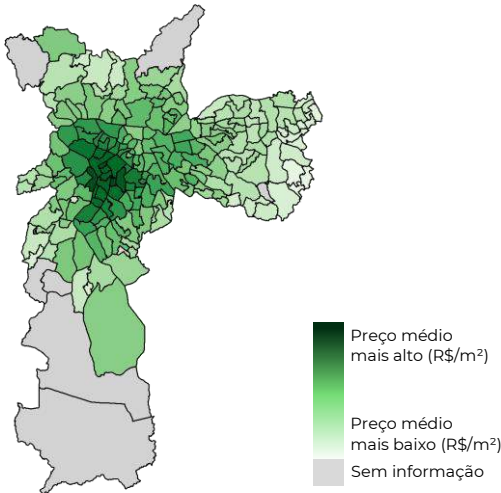 Preço médio
mais alto (R$/m²)
Preço médio
mais baixo (R$/m²)
Sem informação